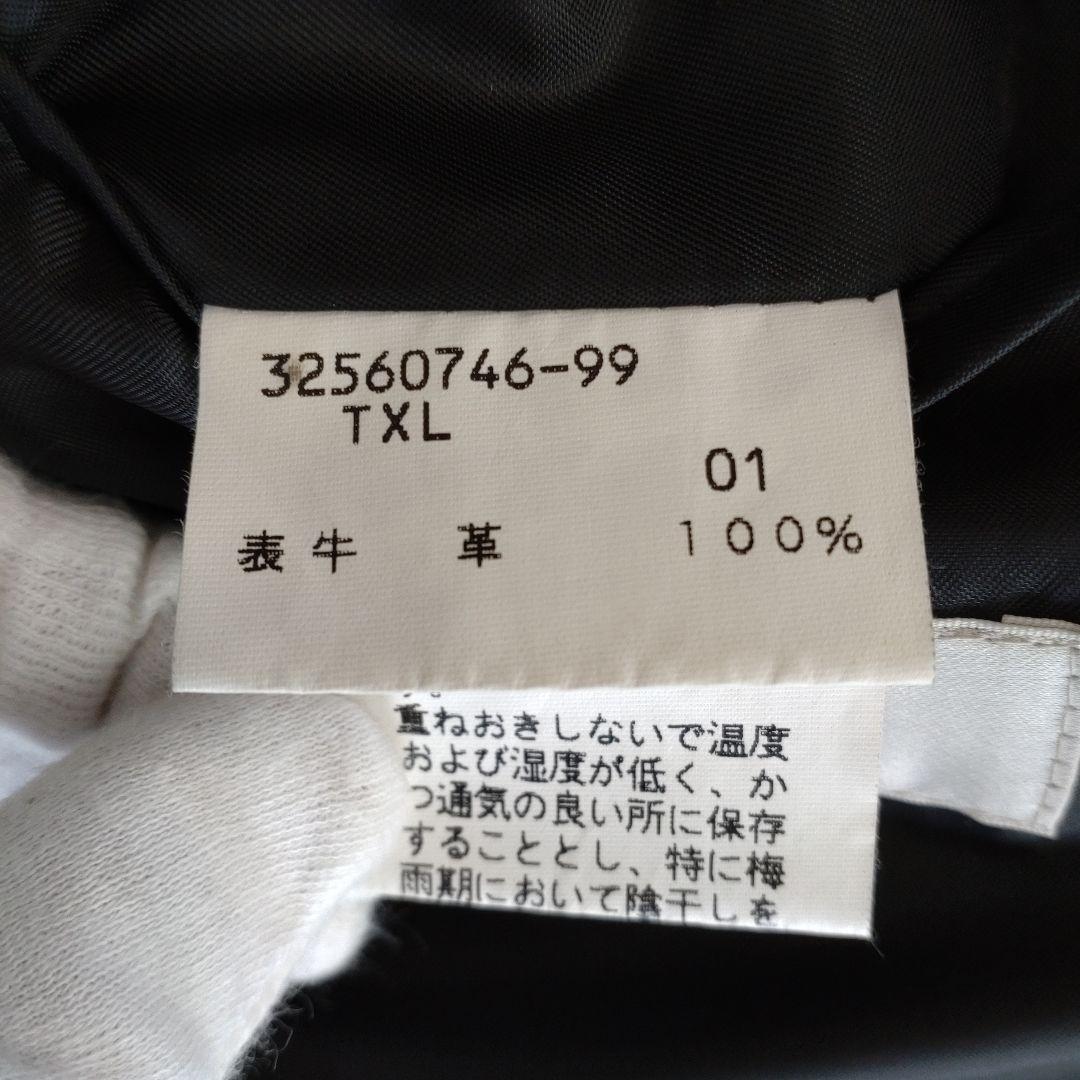 32560746-99
TXL
01
表牛 革 100%
す。
重ねおきしないで温度
および湿度が低く、か
つ通気の良い所に保存
することとし、特に梅
雨期において陰干しを